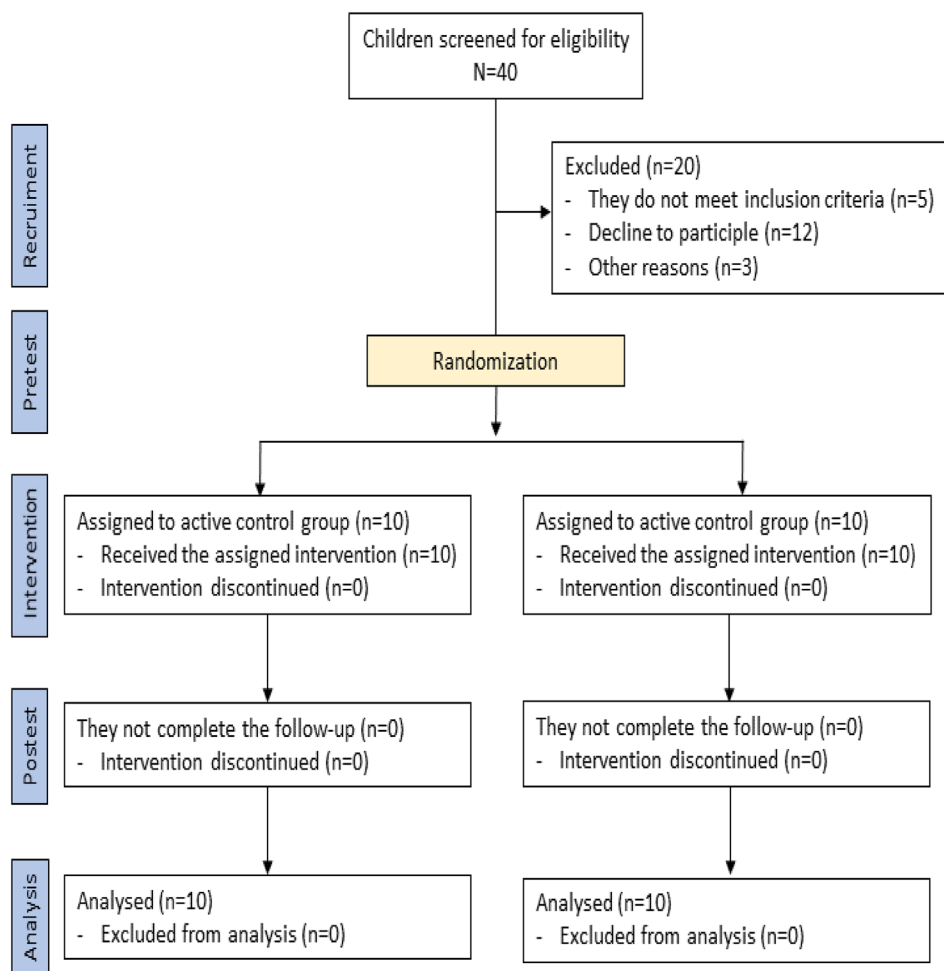 Children screened for eligibility
N=40
Recruiment
Excluded (n=20)
- They do not meet inclusion criteria (n=5)
- Decline to participle (n=12)
- Other reasons (n=3)
Pretest
Randomization
Intervention
Assigned to active control group (n=10)
- Received the assigned intervention (n=10)
- Intervention discontinued (n=0)
Assigned to active control group (n=10)
- Received the assigned intervention (n=10)
- Intervention discontinued (n=0)
Postest
They not complete the follow-up (n=0)
- Intervention discontinued (n=0)
They not complete the follow-up (n=0)
- Intervention discontinued (n=0)
Analysis
Analysed (n=10)
- Excluded from analysis (n=0)
Analysed (n=10)
- Excluded from analysis (n=0)